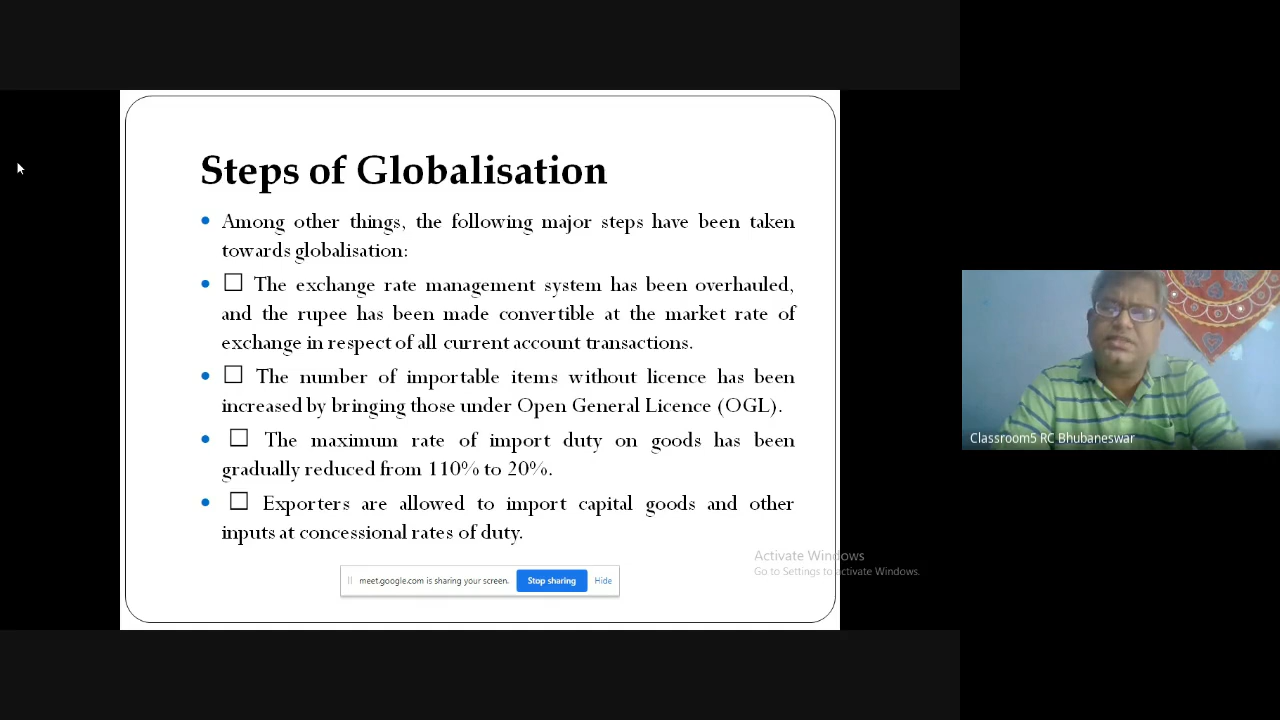 Steps of Globalisation
• Among other things, the following major steps have been taken
towards globalisation:
• □ The exchange rate management system has been overhauled,
and the rupee has been made convertible at the market rate of
exchange in respect of all current account transactions.
• □ The number of importable items without licence has been
increased by bringing those under Open General Licence (OGL).
• □ The maximum rate of import duty on goods has been
gradually reduced from 110% to 20%.
• □ Exporters are allowed to import capital goods and other
inputs at concessional rates of duty.
Activate Windows
Go to Settings to activate Windows.
meet.google.com is sharing your screen. Stop sharing Hide
Classroom5 RC Bhubaneswar